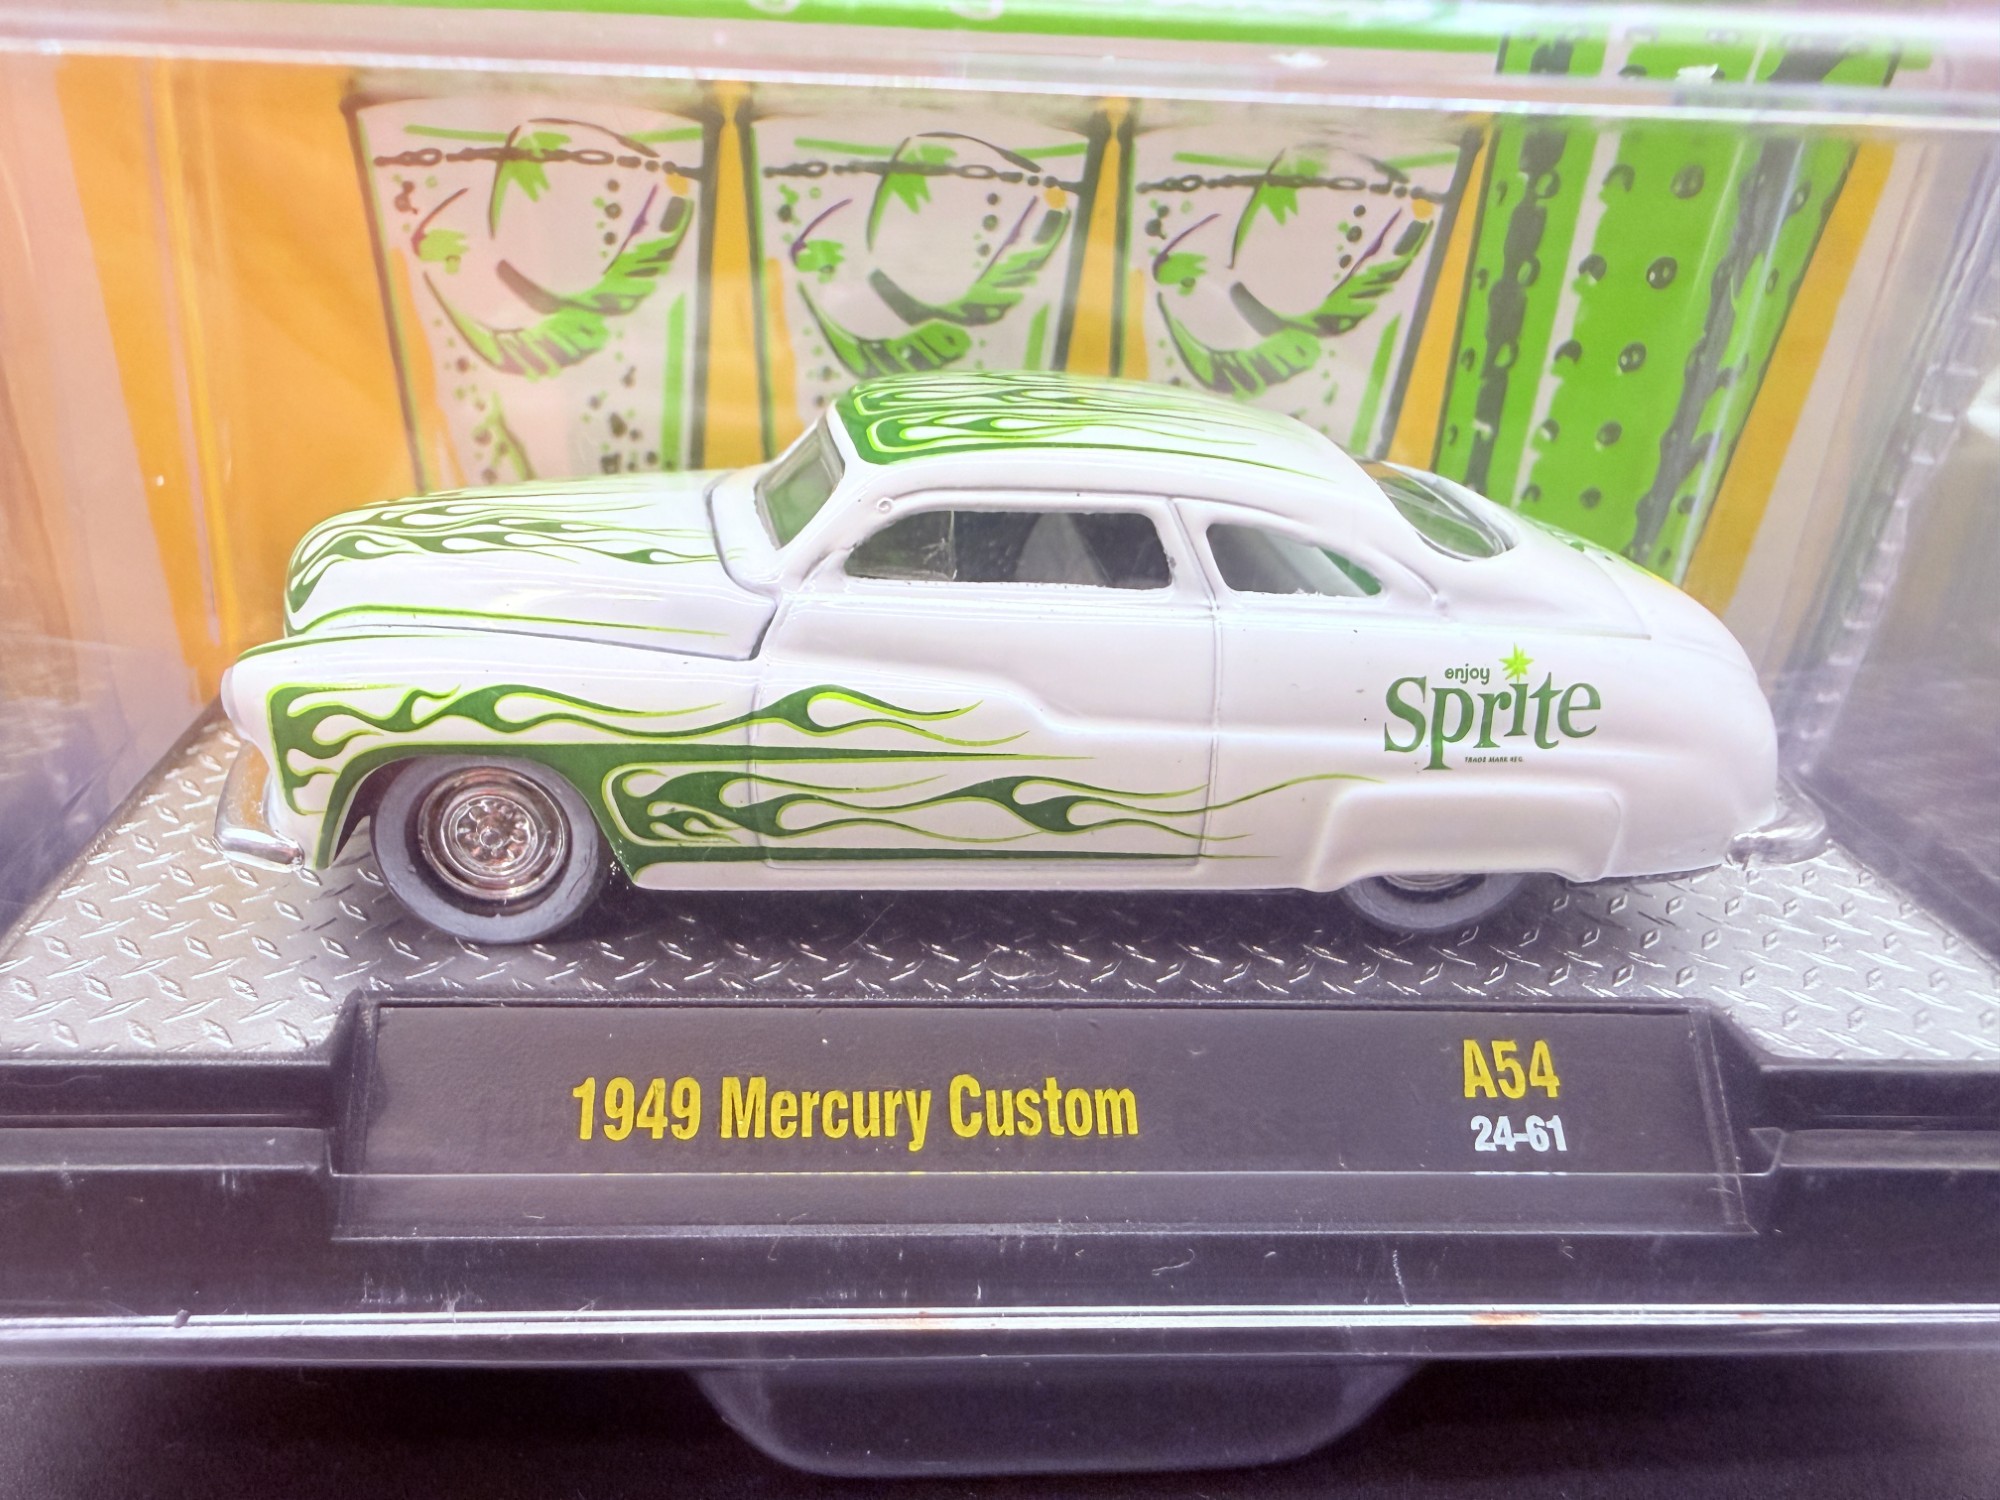 enjoy
Sprite
TRADE MARK REG.
1949 Mercury Custom
A54
24-61